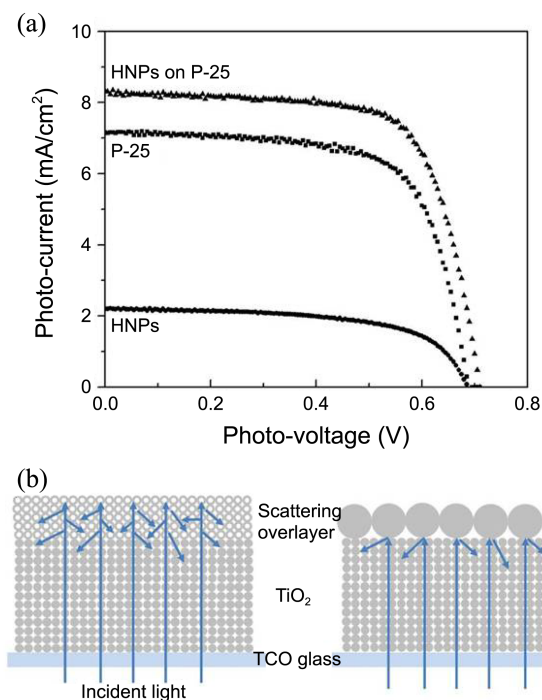 (a)
10
8
6
4
2
0
Photo-current (mA/cm²)
HNPs on P-25
P-25
HNPs
0.0 0.2 0.4 0.6 0.8
Photo-voltage (V)
(b)
Scattering
overlayer
TiO₂
TCO glass
Incident light